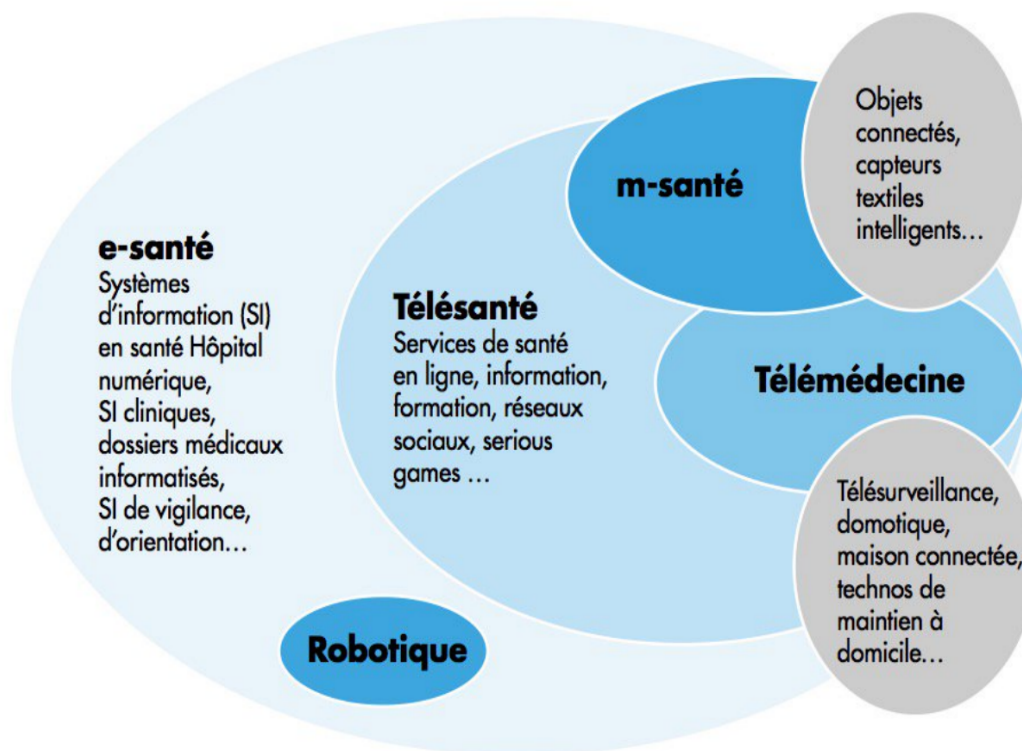 e-santé
Systèmes
d'information (SI)
en santé Hôpital
numérique,
SI cliniques,
dossiers médicaux
informatisés,
SI de vigilance,
d'orientation…
Télésanté
Services de santé
en ligne, information,
formation, réseaux
sociaux, serious
games …
m-santé
Objets
connectés,
capteurs
textiles
intelligents…
Télémédecine
Télésurveillance,
domotique,
maison connectée,
technos de
maintien à
domicile…
Robotique